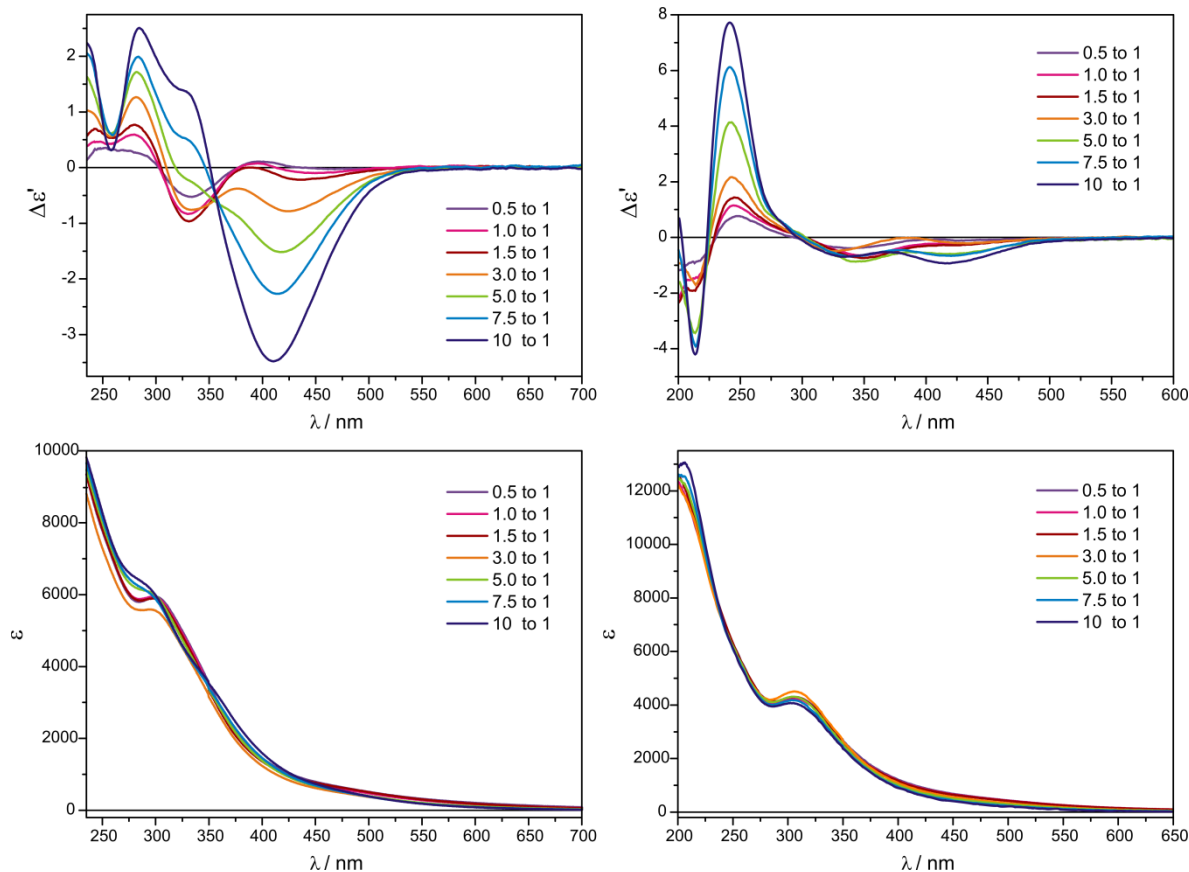 2
1
0
-1
-2
-3
Δε'
250 300 350 400 450 500 550 600 650 700
λ / nm
0.5 to 1
1.0 to 1
1.5 to 1
3.0 to 1
5.0 to 1
7.5 to 1
10 to 1
8
6
4
2
0
-2
-4
Δε'
200 250 300 350 400 450 500 550 600
λ / nm
0.5 to 1
1.0 to 1
1.5 to 1
3.0 to 1
5.0 to 1
7.5 to 1
10 to 1
10000
8000
6000
4000
2000
0
ε
250 300 350 400 450 500 550 600 650 700
λ / nm
0.5 to 1
1.0 to 1
1.5 to 1
3.0 to 1
5.0 to 1
7.5 to 1
10 to 1
12000
10000
8000
6000
4000
2000
0
ε
200 250 300 350 400 450 500 550 600 650
λ / nm
0.5 to 1
1.0 to 1
1.5 to 1
3.0 to 1
5.0 to 1
7.5 to 1
10 to 1